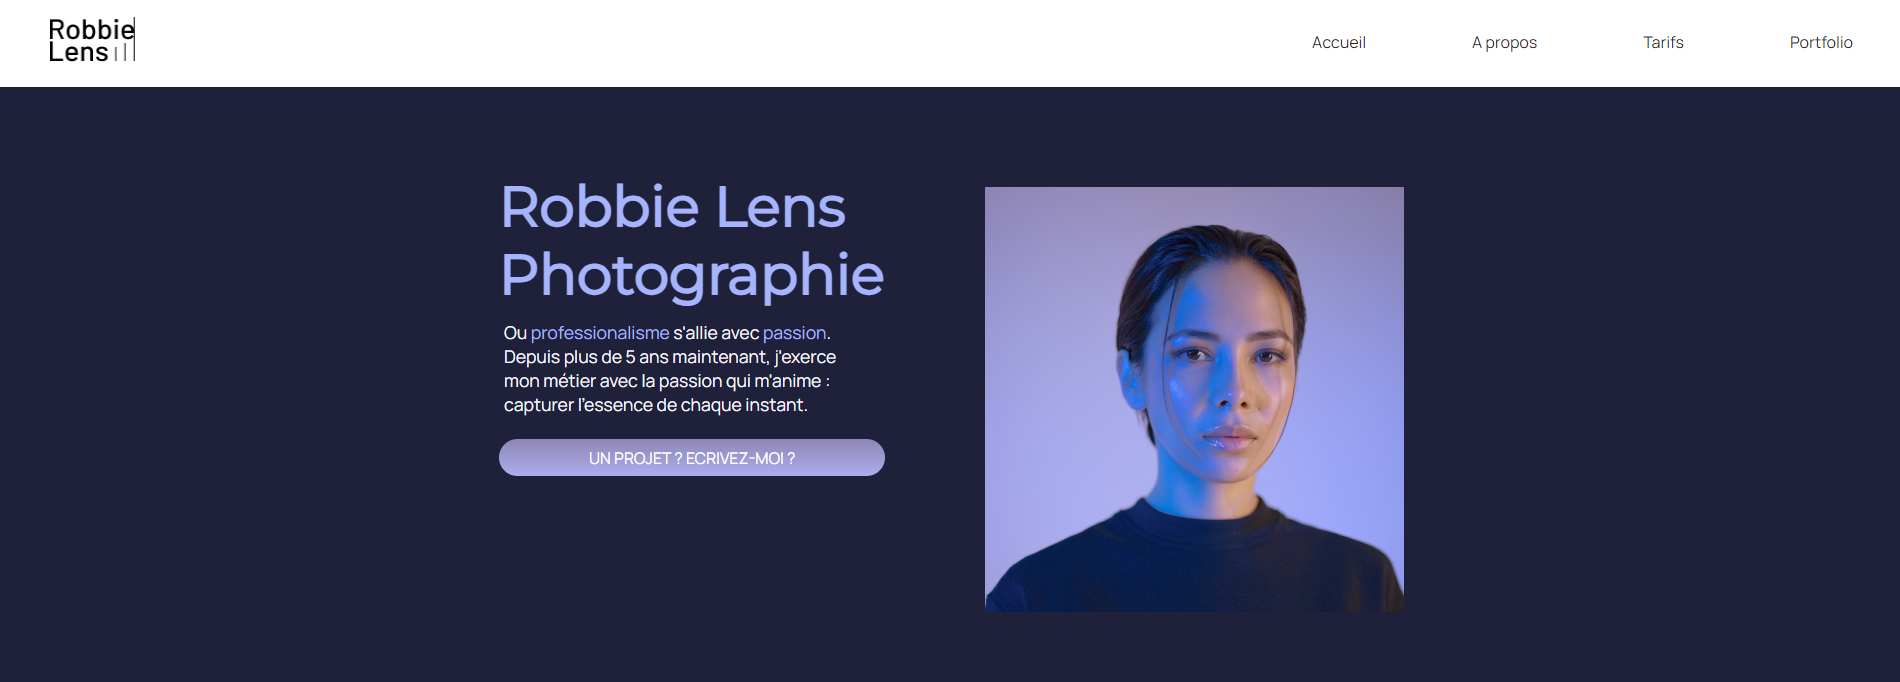 Robbie
Lens
Accueil
A propos
Tarifs
Portfolio
Robbie Lens
Photographie
Ou professionalisme s'allie avec passion.
Depuis plus de 5 ans maintenant, j'exerce
mon métier avec la passion qui m'anime :
capturer l'essence de chaque instant.
UN PROJET ? ECRIVEZ-MOI ?